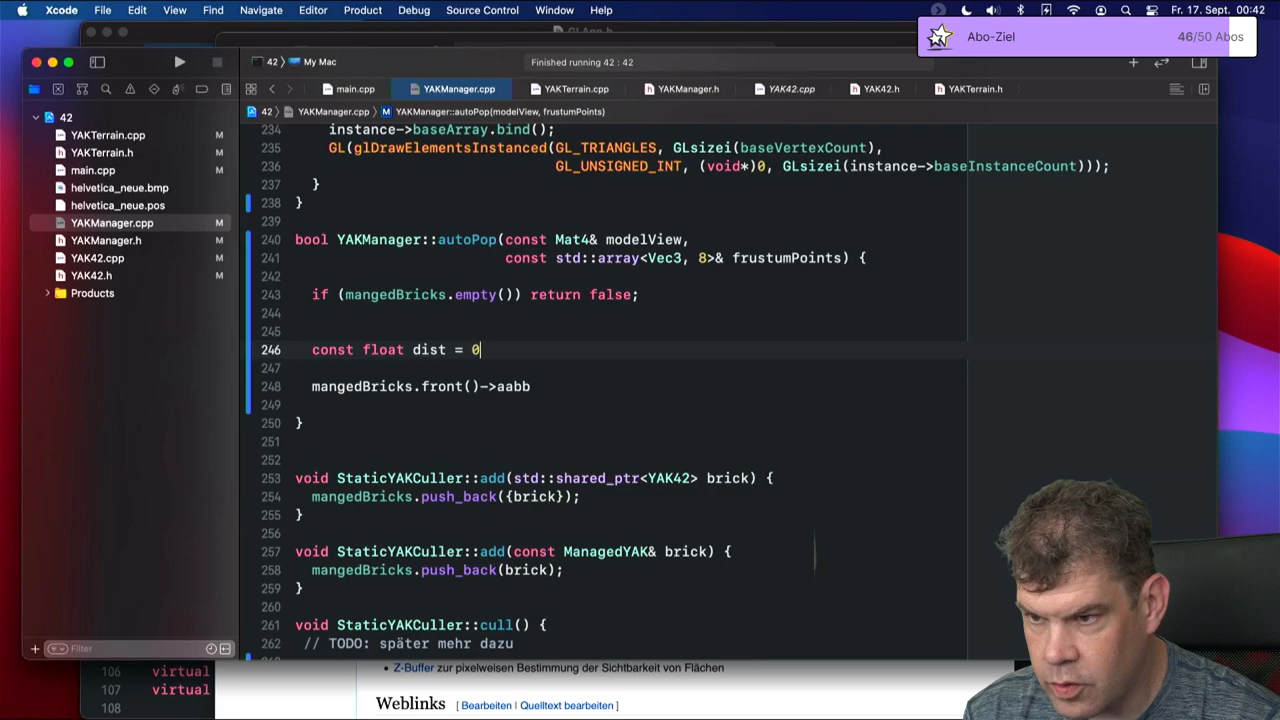 Xcode File Edit View Find Navigate Editor Product Debug Source Control Window Help Fr. 17. Sept. 00:42
Abo-Ziel 46/50 Abos
42 My Mac Finished running 42 : 42
main.cpp YAKManager.cpp YAKTerrain.cpp YAKManager.h YAK42.cpp YAK42.h YAKTerrain.h
42 YAKManager.cpp YAKManager::autoPop(modelView, frustumPoints)
42
YAKTerrain.cpp M
YAKTerrain.h M
main.cpp M
helvetica_neue.bmp
helvetica_neue.pos
YAKManager.cpp M
YAKManager.h M
YAK42.cpp M
YAK42.h M
Products
Filter
234 instance->baseArray.bind();
235 GL(glDrawElementsInstanced(GL_TRIANGLES, GLsizei(baseVertexCount),
236 GL_UNSIGNED_INT, (void*)0, GLsizei(instance->baseInstanceCount)));
237 }
238 }
239
240 bool YAKManager::autoPop(const Mat4& modelView,
241 const std::array<Vec3, 8>& frustumPoints) {
242
243 if (mangedBricks.empty()) return false;
244
245
246 const float dist = 0
247
248 mangedBricks.front()->aabb
249
250 }
251
252
253 void StaticYAKCuller::add(std::shared_ptr<YAK42> brick) {
254 mangedBricks.push_back({brick});
255 }
256
257 void StaticYAKCuller::add(const ManagedYAK& brick) {
258 mangedBricks.push_back(brick);
259 }
260
261 void StaticYAKCuller::cull() {
262 // TODO: später mehr dazu
106 virtual
107 virtual
108
Z-Buffer zur pixelweisen Bestimmung der Sichtbarkeit von Flächen
Weblinks [ Bearbeiten | Quelltext bearbeiten ]